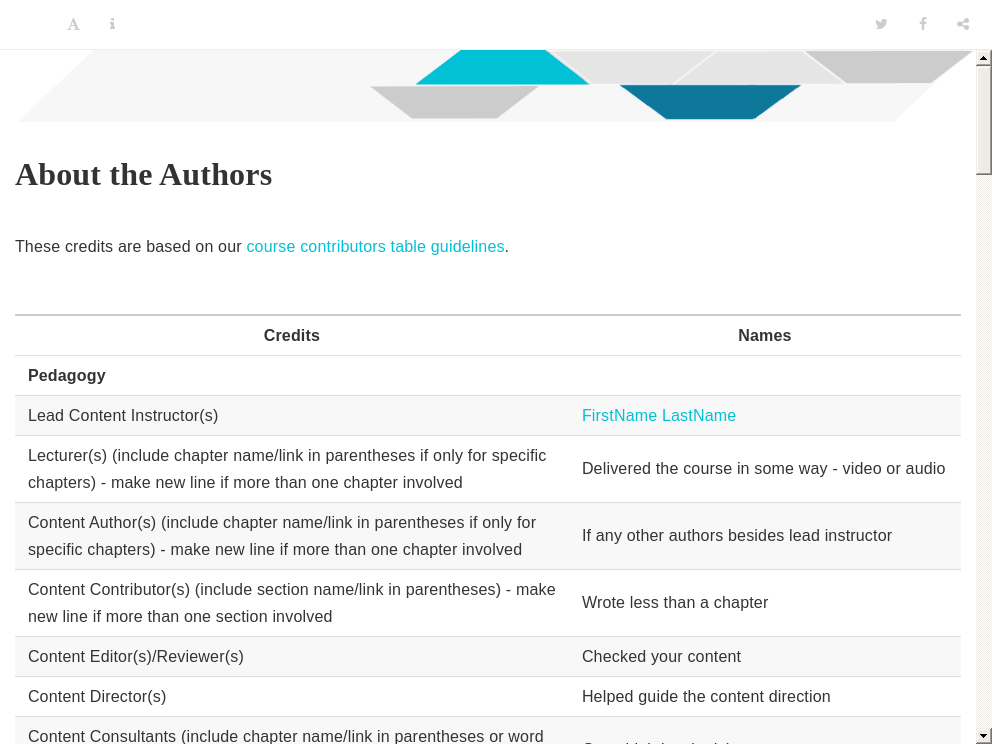 About the Authors
These credits are based on our course contributors table guidelines.
Credits Names
Pedagogy
Lead Content Instructor(s) FirstName LastName
Lecturer(s) (include chapter name/link in parentheses if only for specific
chapters) - make new line if more than one chapter involved
Delivered the course in some way - video or audio
Content Author(s) (include chapter name/link in parentheses if only for
specific chapters) - make new line if more than one chapter involved
If any other authors besides lead instructor
Content Contributor(s) (include section name/link in parentheses) - make
new line if more than one section involved
Wrote less than a chapter
Content Editor(s)/Reviewer(s) Checked your content
Content Director(s) Helped guide the content direction
Content Consultants (include chapter name/link in parentheses or word